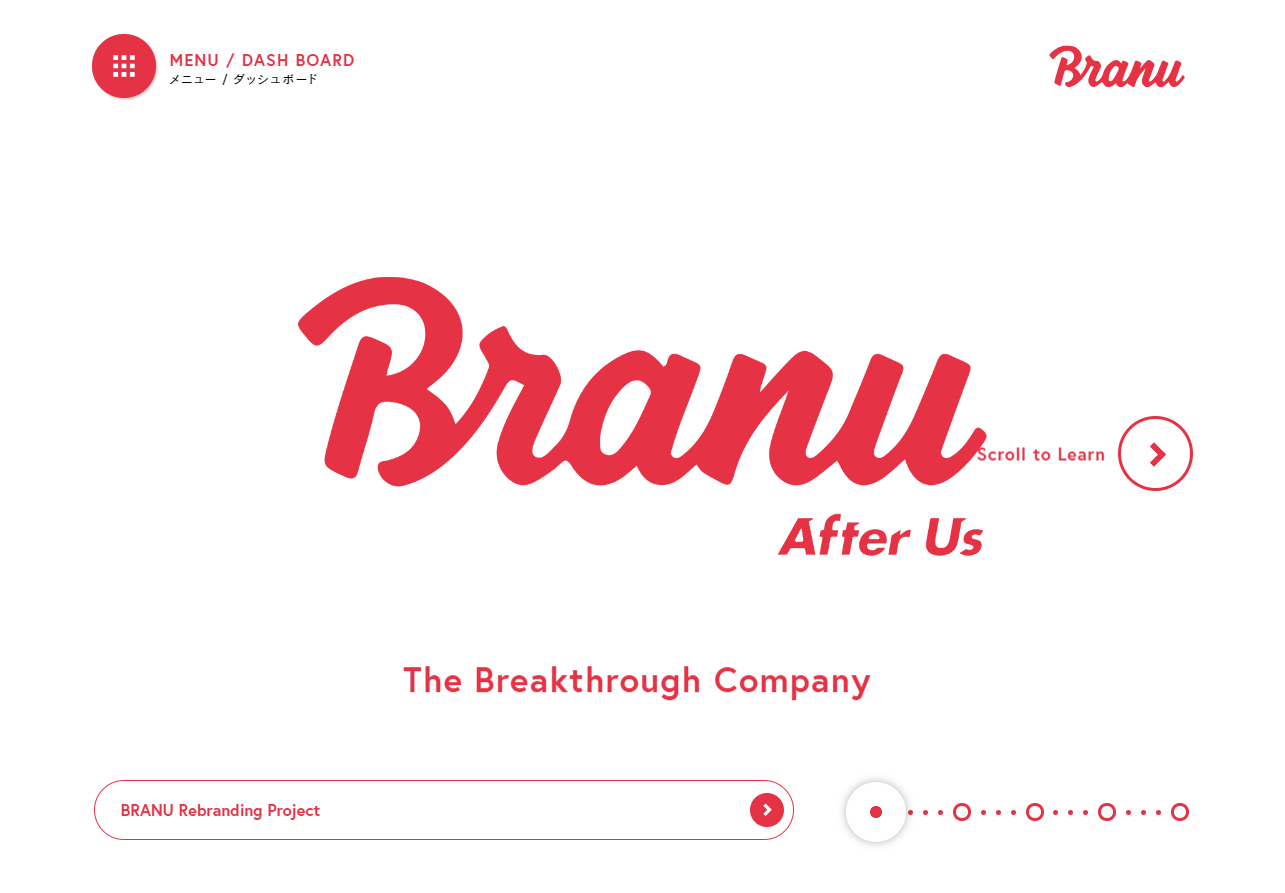 MENU / DASH BOARD
メニュー / ダッシュボード
Branu
Branu
Scroll to Learn
After Us
The Breakthrough Company
BRANU Rebranding Project